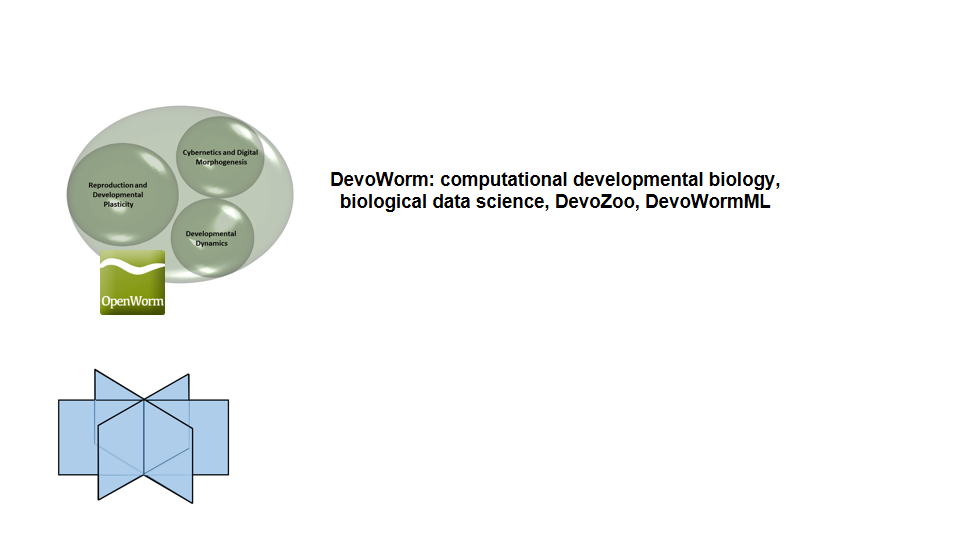 Cybernetics and Digital
Morphogenesis
Reproduction and
Developmental
Plasticity
Developmental
Dynamics
OpenWorm
DevoWorm: computational developmental biology,
biological data science, DevoZoo, DevoWormML